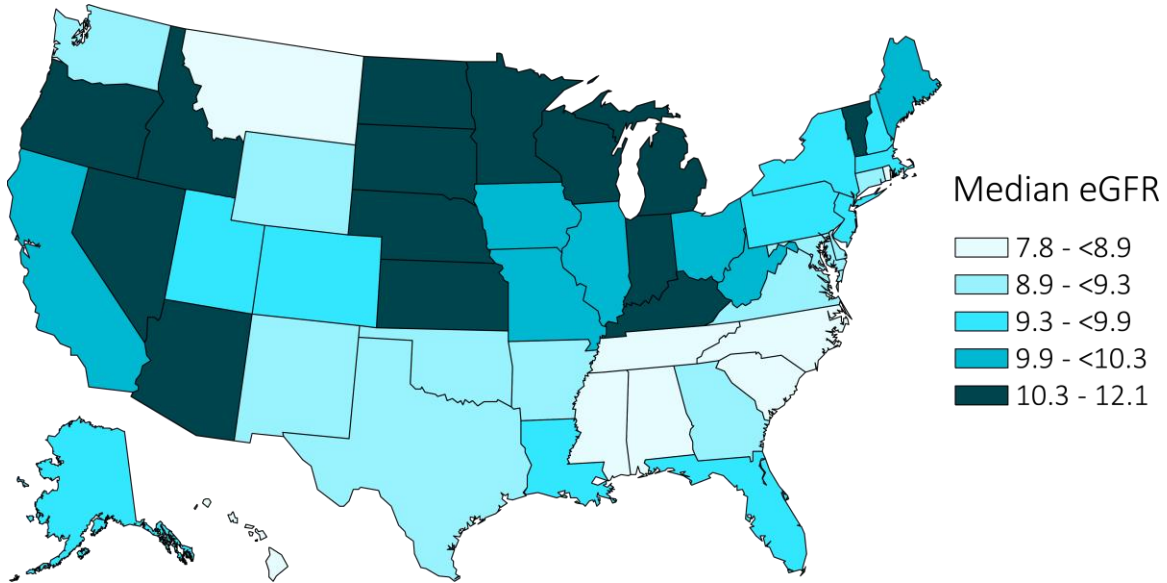 Median eGFR
7.8 - <8.9
8.9 - <9.3
9.3 - <9.9
9.9 - <10.3
10.3 - 12.1